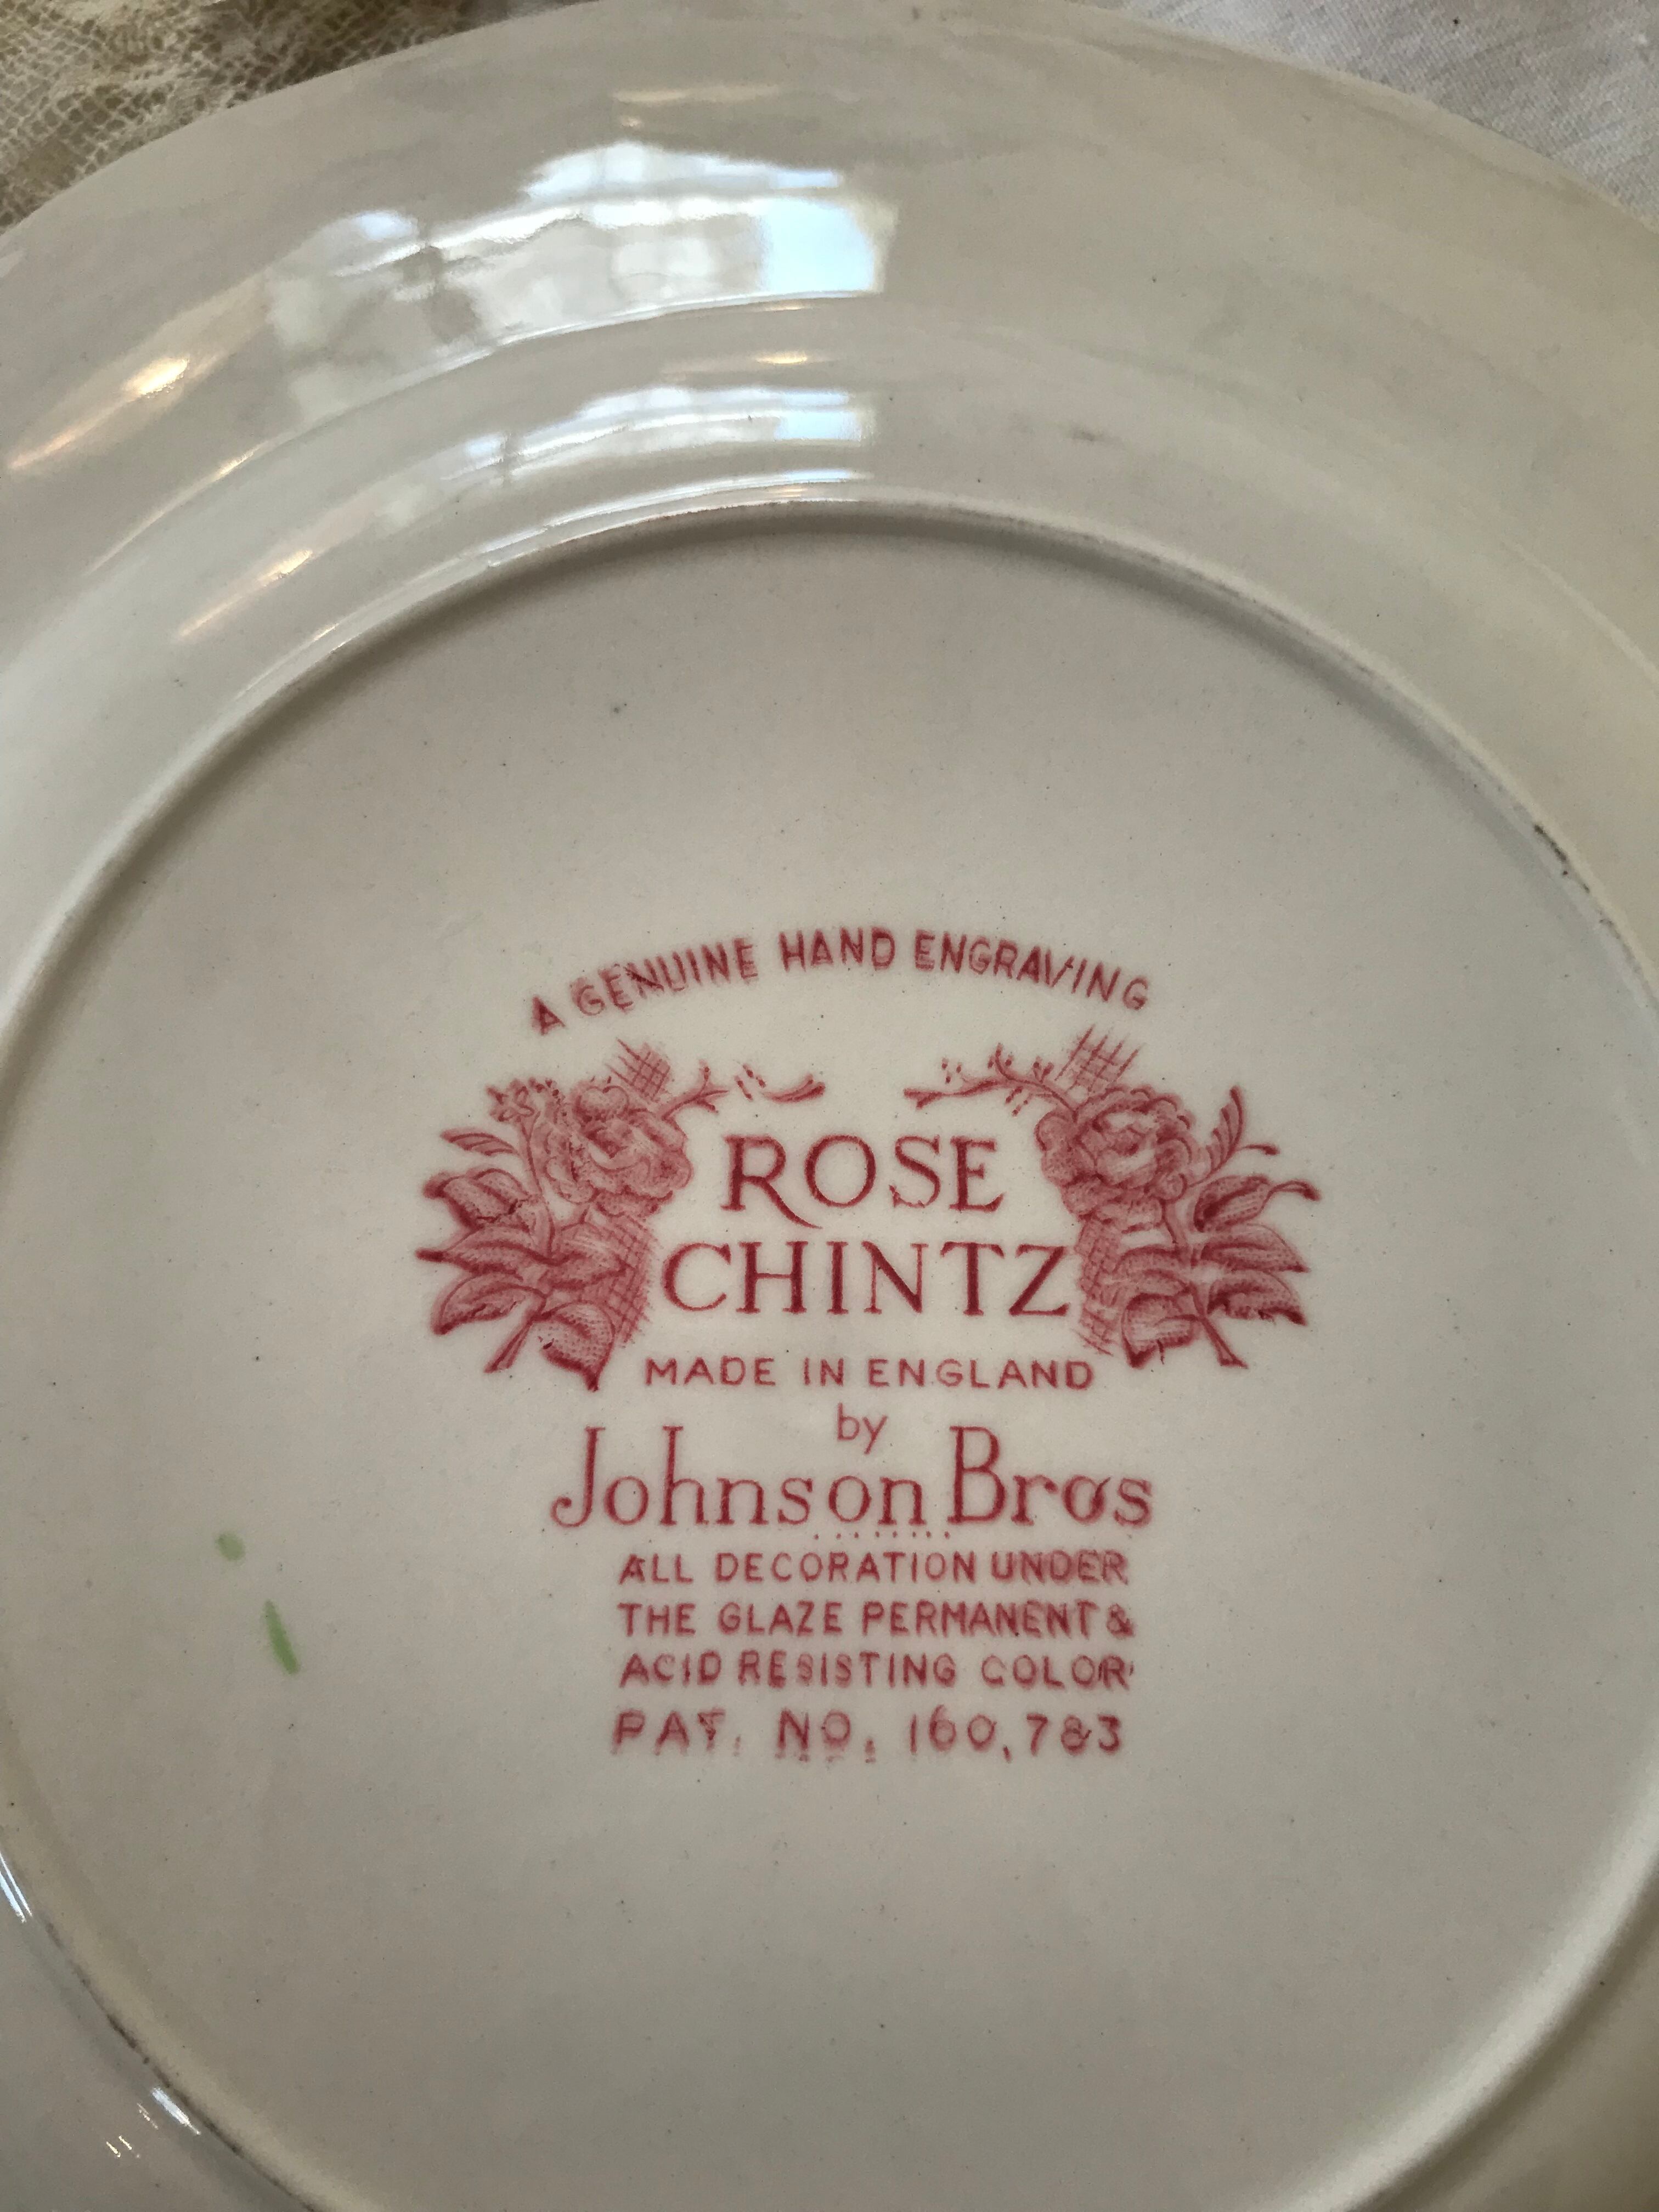 A GENUINE HAND ENGRAVING
ROSE
CHINTZ
MADE IN ENGLAND
by
Johnson Bros
ALL DECORATION UNDER
THE GLAZE PERMANENT &
ACID RESISTING COLOR
PAT. NO. 160,783